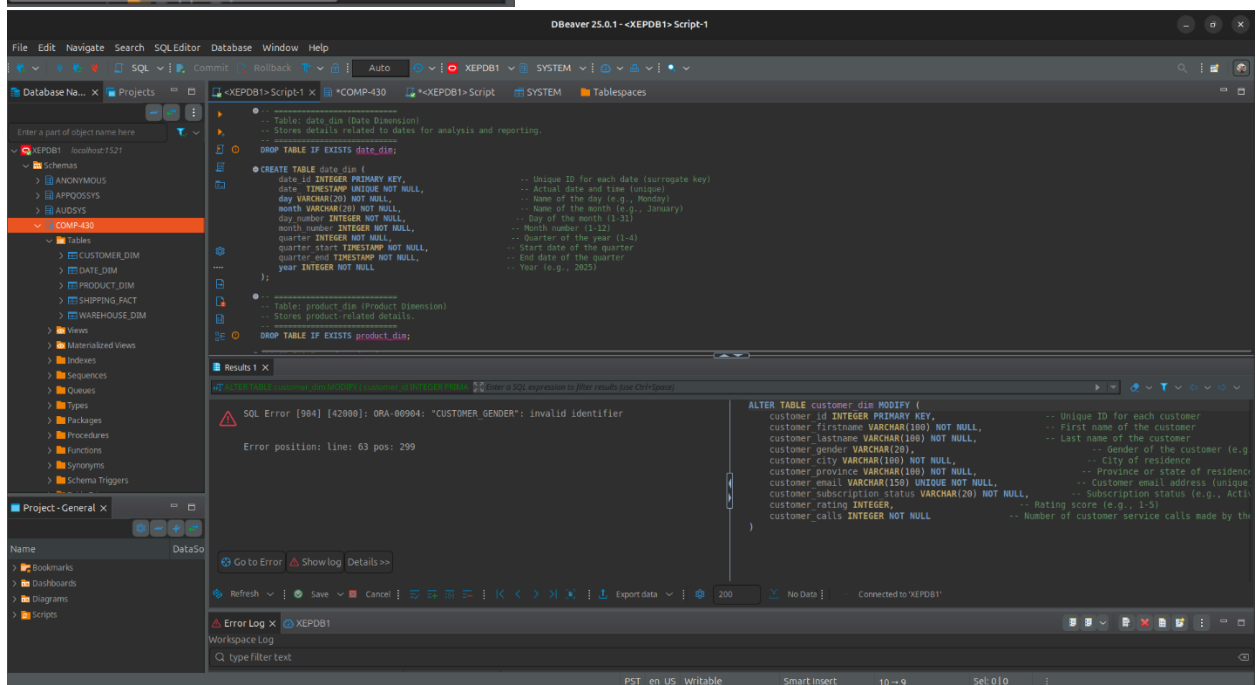 DBeaver 25.0.1 - <XEPDB1> Script-1
File Edit Navigate Search SQL Editor Database Window Help
SQL Commit Rollback Auto XEPDB1 SYSTEM
Database Na... Projects
<XEPDB1> Script-1 *COMP-430 *<XEPDB1> Script SYSTEM Tablespaces
Enter a part of object name here
XEPDB1 localhost:1521
Schemas
ANONYMOUS
APPQOSSYS
AUDSYS
COMP-430
Tables
CUSTOMER_DIM
DATE_DIM
PRODUCT_DIM
SHIPPING_FACT
WAREHOUSE_DIM
Views
Materialized Views
Indexes
Sequences
Queues
Types
Packages
Procedures
Functions
Synonyms
Schema Triggers
-- ===========================
-- Table: date_dim (Date Dimension)
-- Stores details related to dates for analysis and reporting.
-- ===========================
DROP TABLE IF EXISTS date_dim;
CREATE TABLE date_dim (
date_id INTEGER PRIMARY KEY, -- Unique ID for each date (surrogate key)
date_ TIMESTAMP UNIQUE NOT NULL, -- Actual date and time (unique)
day VARCHAR(20) NOT NULL, -- Name of the day (e.g., Monday)
month VARCHAR(20) NOT NULL, -- Name of the month (e.g., January)
day_number INTEGER NOT NULL, -- Day of the month (1-31)
month_number INTEGER NOT NULL, -- Month number (1-12)
quarter INTEGER NOT NULL, -- Quarter of the year (1-4)
quarter_start TIMESTAMP NOT NULL, -- Start date of the quarter
quarter_end TIMESTAMP NOT NULL, -- End date of the quarter
year INTEGER NOT NULL -- Year (e.g., 2025)
);
-- ===========================
-- Table: product_dim (Product Dimension)
-- Stores product-related details.
-- ===========================
DROP TABLE IF EXISTS product_dim;
Results 1
ALTER TABLE customer_dim MODIFY ( customer_id INTEGER PRIMA Enter a SQL expression to filter results (use Ctrl+Space)
SQL Error [904] [42000]: ORA-00904: "CUSTOMER_GENDER": invalid identifier
Error position: line: 63 pos: 299
ALTER TABLE customer_dim MODIFY (
customer_id INTEGER PRIMARY KEY, -- Unique ID for each customer
customer_firstname VARCHAR(100) NOT NULL, -- First name of the customer
customer_lastname VARCHAR(100) NOT NULL, -- Last name of the customer
customer_gender VARCHAR(20), -- Gender of the customer (e.g
customer_city VARCHAR(100) NOT NULL, -- City of residence
customer_province VARCHAR(100) NOT NULL, -- Province or state of residence
customer_email VARCHAR(150) UNIQUE NOT NULL, -- Customer email address (unique
customer_subscription_status VARCHAR(20) NOT NULL, -- Subscription status (e.g., Activ
customer_rating INTEGER, -- Rating score (e.g., 1-5)
customer_calls INTEGER NOT NULL -- Number of customer service calls made by the
)
Go to Error Show log Details >>
Refresh Save Cancel Export data 200 No Data Connected to 'XEPDB1'
Project - General
Name DataSo
Bookmarks
Dashboards
Diagrams
Scripts
Error Log XEPDB1
Workspace Log
type filter text
PST en_US Writable Smart Insert Sel: 0 | 0